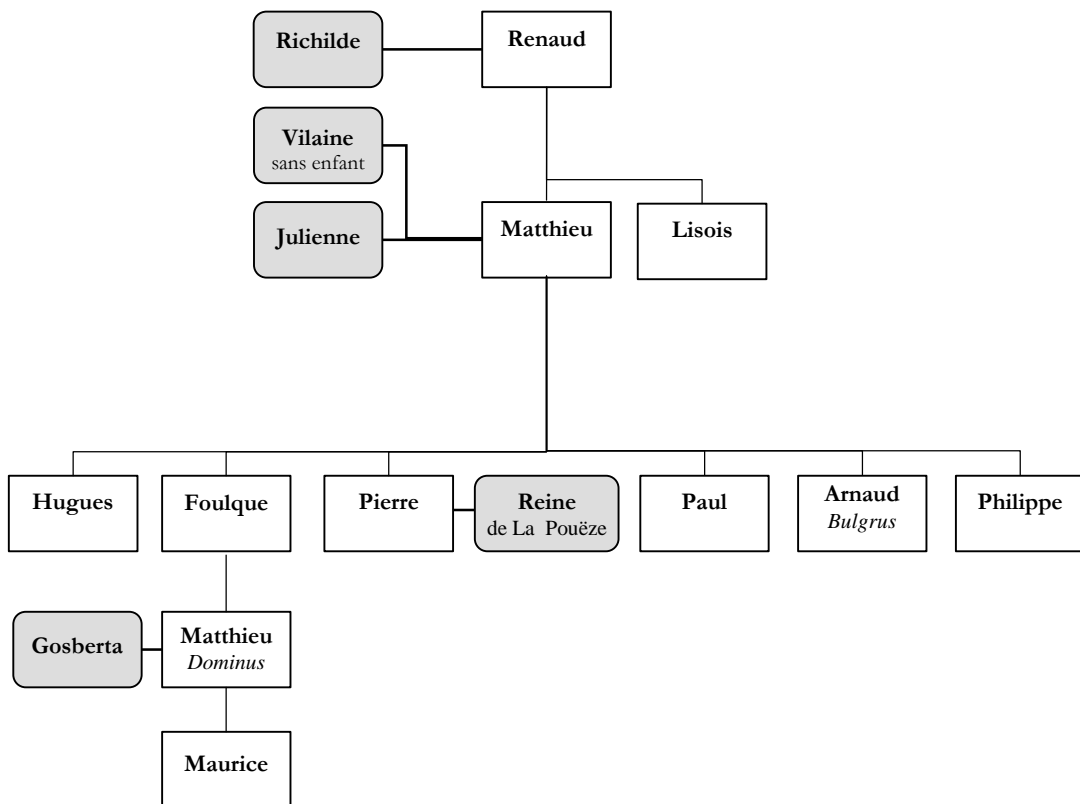 Richilde
Renaud
Vilaine
sans enfant
Julienne
Matthieu
Lisois
Hugues
Foulque
Pierre
Reine
de La Pouëze
Paul
Arnaud
Bulgrus
Philippe
Gosberta
Matthieu
Dominus
Maurice